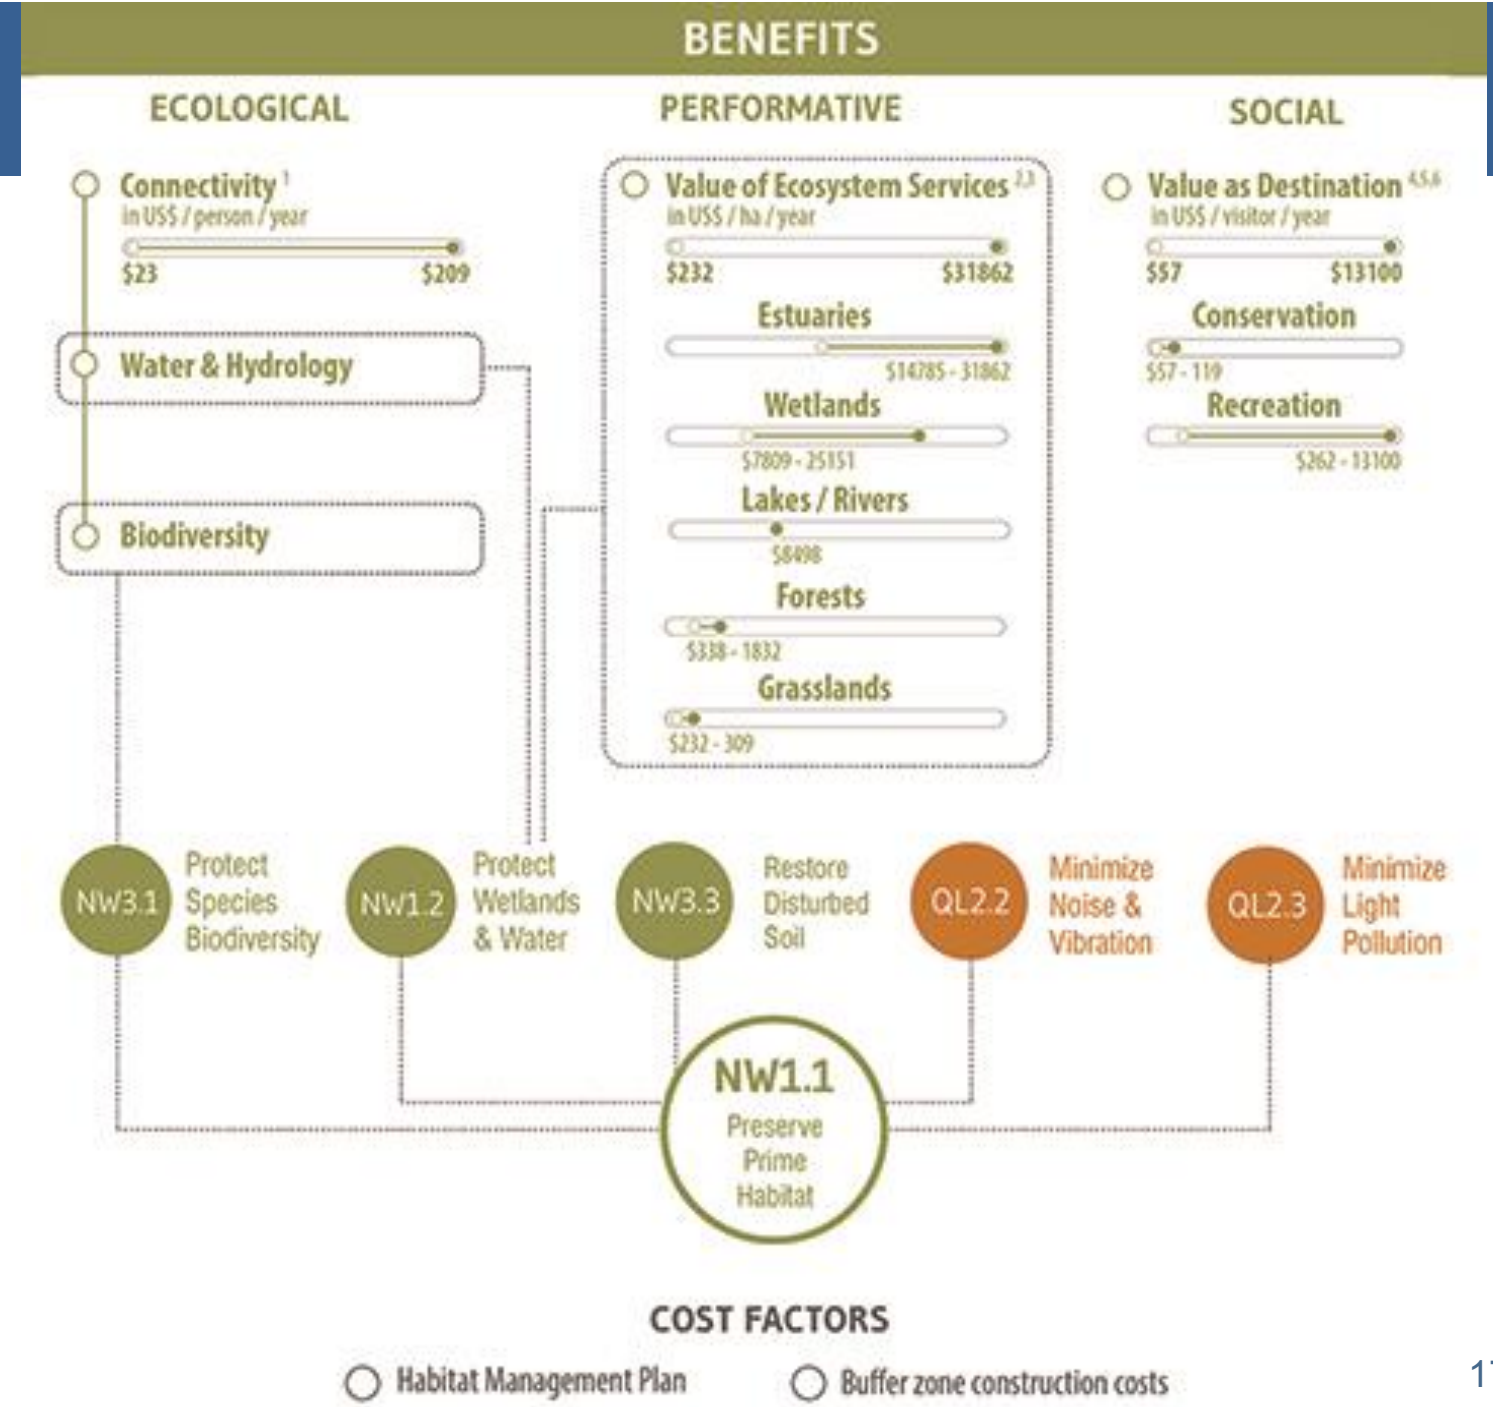 BENEFITS
ECOLOGICAL
Connectivity 1
in US$ / person / year
$23 $209
Water & Hydrology
Biodiversity
PERFORMATIVE
Value of Ecosystem Services 2,3
in US$ / ha / year
$232 $31862
Estuaries
$14785 - 31862
Wetlands
$7809 - 25151
Lakes / Rivers
$8498
Forests
$338 - 1832
Grasslands
$232 - 309
SOCIAL
Value as Destination 4,5,6
in US$ / visitor / year
$57 $13100
Conservation
$57 - 119
Recreation
$262 - 13100
NW3.1
Protect
Species
Biodiversity
NW1.2
Protect
Wetlands
& Water
NW3.3
Restore
Disturbed
Soil
QL2.2
Minimize
Noise &
Vibration
QL2.3
Minimize
Light
Pollution
NW1.1
Preserve
Prime
Habitat
COST FACTORS
Habitat Management Plan
Buffer zone construction costs